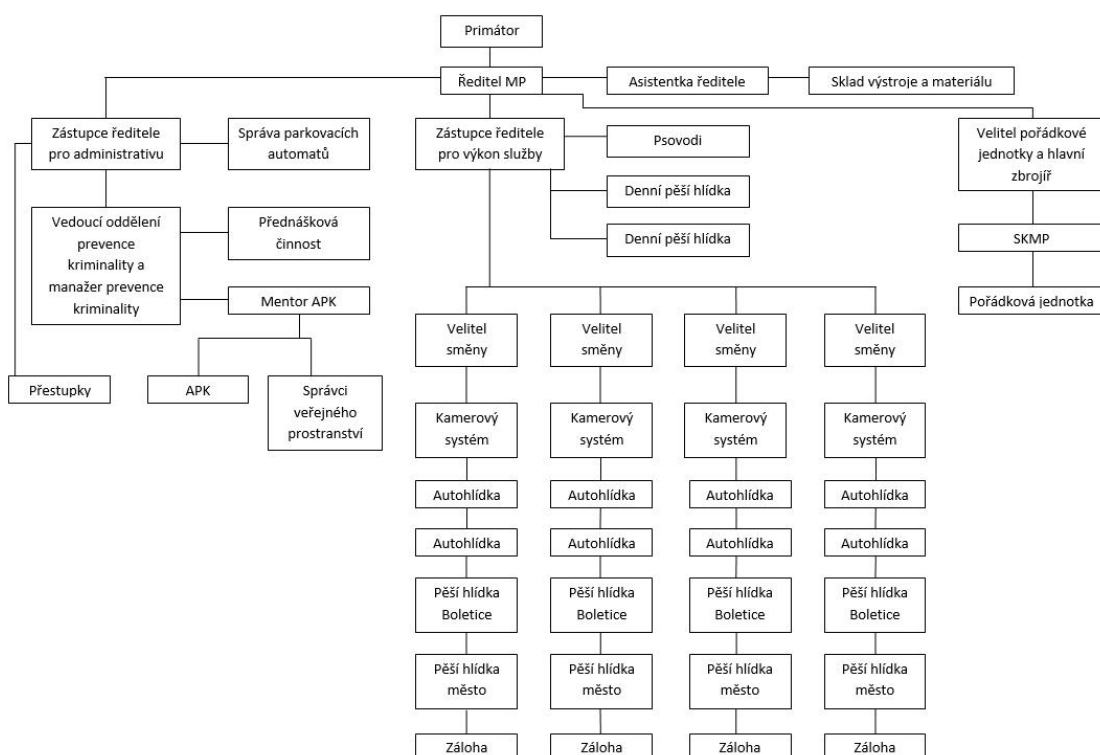 Primátor
Ředitel MP
Asistentka ředitele
Sklad výstroje a materiálu
Zástupce ředitele
pro administrativu
Správa parkovacích
automatů
Zástupce ředitele
pro výkon služby
Psovodi
Velitel pořádkové
jednotky a hlavní
zbrojíř
Denní pěší hlídka
Denní pěší hlídka
Vedoucí oddělení
prevence
kriminality a
manažer prevence
kriminality
Přednášková
činnost
Mentor APK
SKMP
Pořádková jednotka
Přestupky
APK
Správci
veřejného
prostranství
Velitel
směny
Velitel
směny
Velitel
směny
Velitel
směny
Kamerový
systém
Kamerový
systém
Kamerový
systém
Kamerový
systém
Autohlídka
Autohlídka
Autohlídka
Autohlídka
Autohlídka
Autohlídka
Autohlídka
Autohlídka
Pěší hlídka
Boletice
Pěší hlídka
Boletice
Pěší hlídka
Boletice
Pěší hlídka
Boletice
Pěší hlídka
město
Pěší hlídka
město
Pěší hlídka
město
Pěší hlídka
město
Záloha
Záloha
Záloha
Záloha